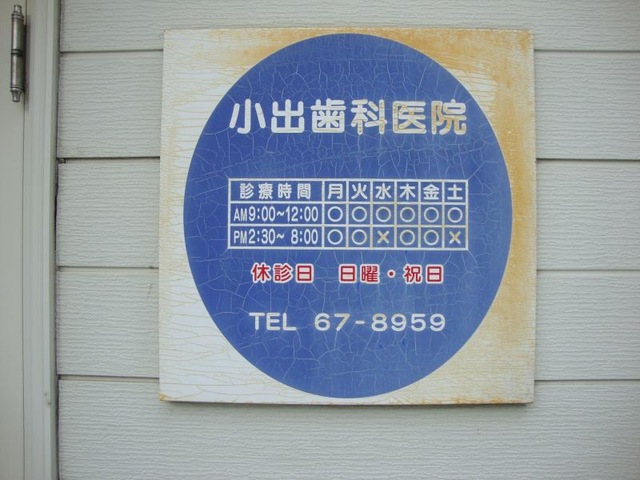 小出歯科医院
診療時間 月 火 水 木 金 土
AM9:00~12:00 ○ ○ ○ ○ ○ ○
PM2:30~ 8:00 ○ ○ × ○ ○ ×
休診日 日曜・祝日
TEL 67-8959